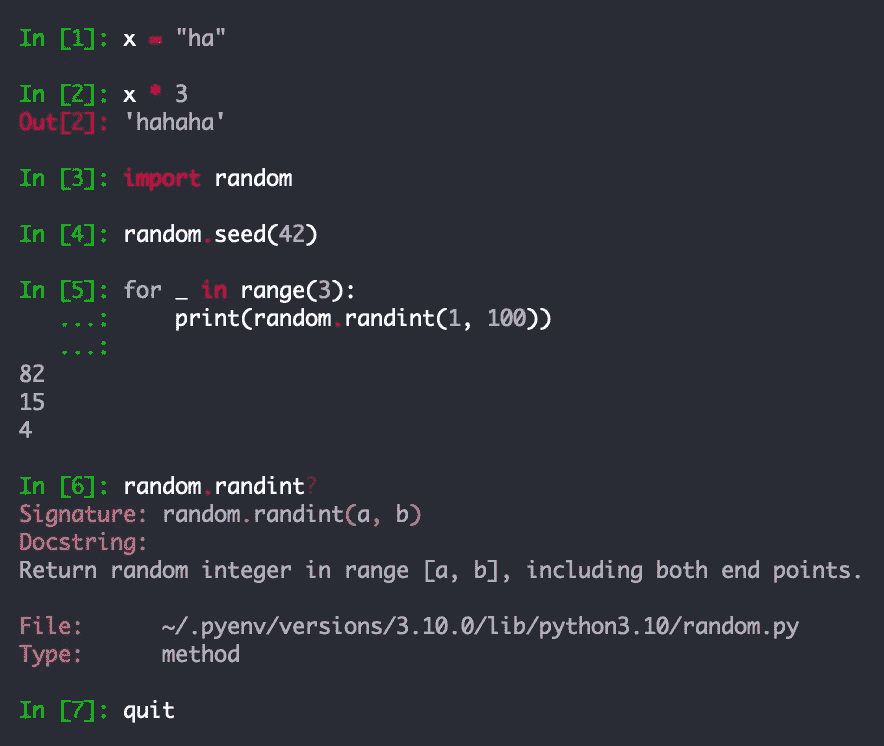 In [1]: x = "ha"
In [2]: x * 3
Out[2]: 'hahaha'
In [3]: import random
In [4]: random.seed(42)
In [5]: for _ in range(3):
   ...:     print(random.randint(1, 100))
   ...:
82
15
4
In [6]: random.randint?
Signature: random.randint(a, b)
Docstring:
Return random integer in range [a, b], including both end points.
File:      ~/.pyenv/versions/3.10.0/lib/python3.10/random.py
Type:      method
In [7]: quit